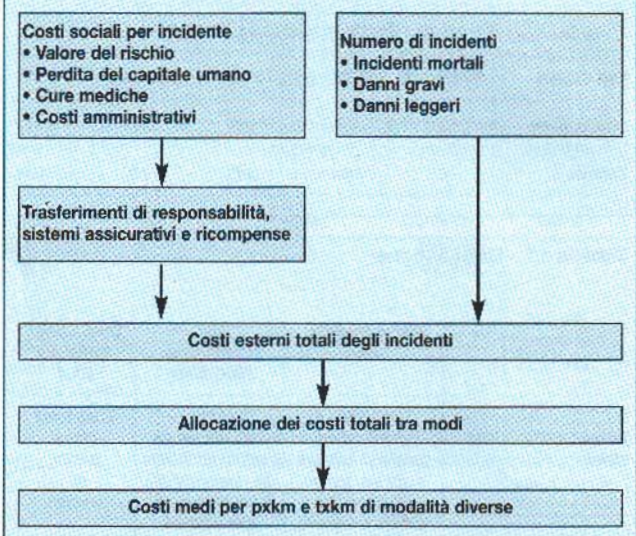 Costi sociali per incidente
• Valore del rischio
• Perdita del capitale umano
• Cure mediche
• Costi amministrativi
Numero di incidenti
• Incidenti mortali
• Danni gravi
• Danni leggeri
Trasferimenti di responsabilità,
sistemi assicurativi e ricompense
Costi esterni totali degli incidenti
Allocazione dei costi totali tra modi
Costi medi per pxkm e txkm di modalità diverse